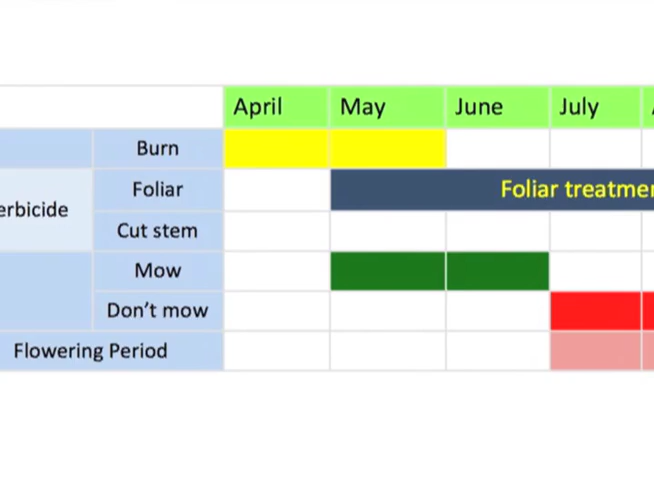 April May June July
Burn
Foliar Foliar treatmen
erbicide
Cut stem
Mow
Don't mow
Flowering Period